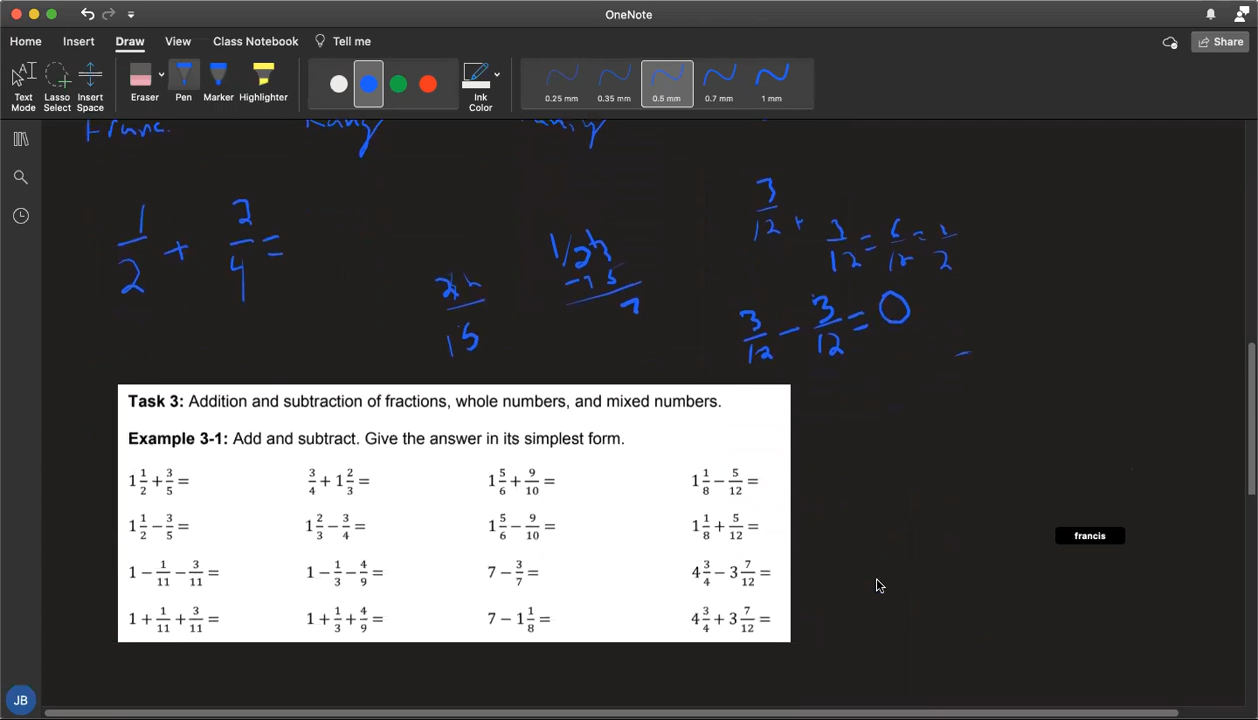 OneNote
Home Insert Draw View Class Notebook Tell me Share
Text Mode Lasso Select Insert Space Eraser Pen Marker Highlighter Ink Color 0.25 mm 0.35 mm 0.5 mm 0.7 mm 1 mm
1/2 + 2/4 =
3/12 + 3/12 = 6/12 = 1/2
3/12 − 3/12 = 0
15
Task 3: Addition and subtraction of fractions, whole numbers, and mixed numbers.
Example 3-1: Add and subtract. Give the answer in its simplest form.
1 1/2 + 3/5 = 3/4 + 1 2/3 = 1 5/6 + 9/10 = 1 1/8 − 5/12 =
1 1/2 − 3/5 = 1 2/3 − 3/4 = 1 5/6 − 9/10 = 1 1/8 + 5/12 =
1 − 1/11 − 3/11 = 1 − 1/3 − 4/9 = 7 − 3/7 = 4 3/4 − 3 7/12 =
1 + 1/11 + 3/11 = 1 + 1/3 + 4/9 = 7 − 1 1/8 = 4 3/4 + 3 7/12 =
francis
JB